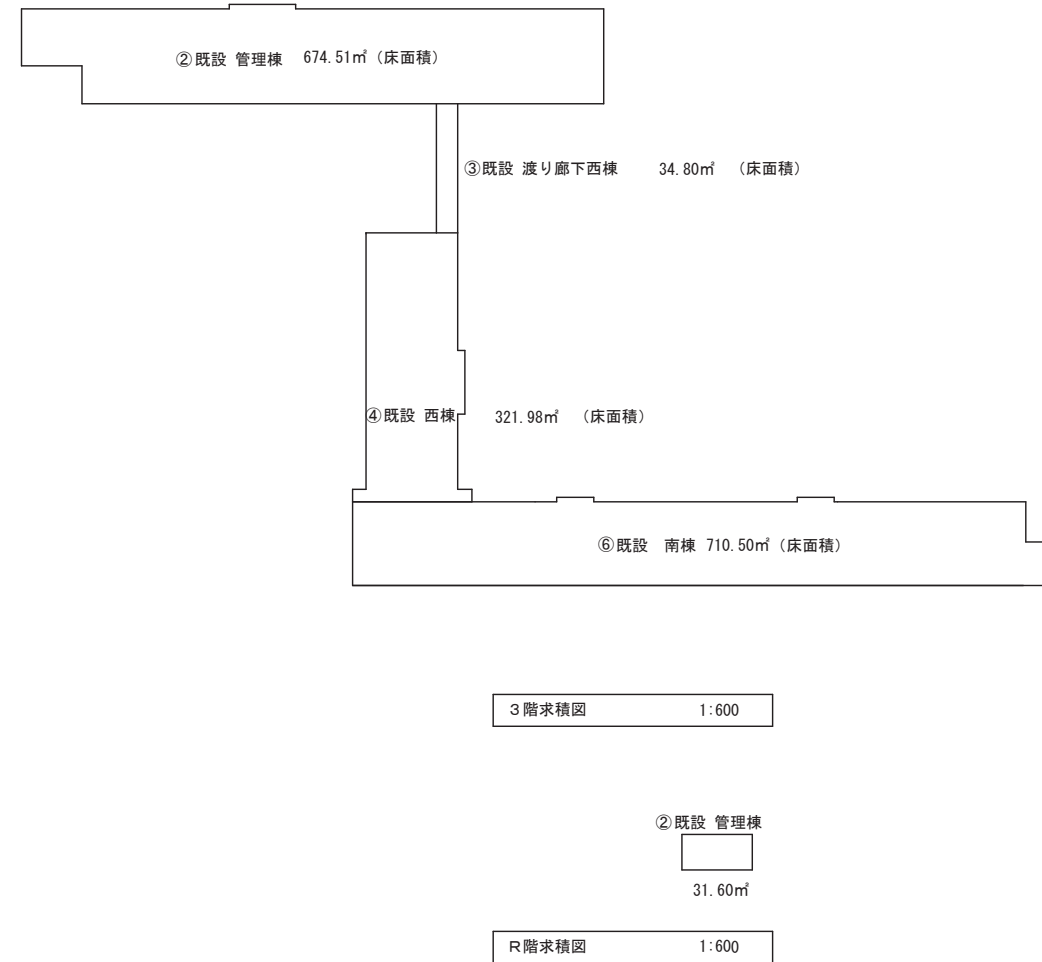 ②既設 管理棟 674.51㎡（床面積）
③既設 渡り廊下西棟 34.80㎡ （床面積）
④既設 西棟 321.98㎡ （床面積）
⑥既設 南棟 710.50㎡（床面積）
３階求積図 1:600
②既設 管理棟
31.60㎡
Ｒ階求積図 1:600